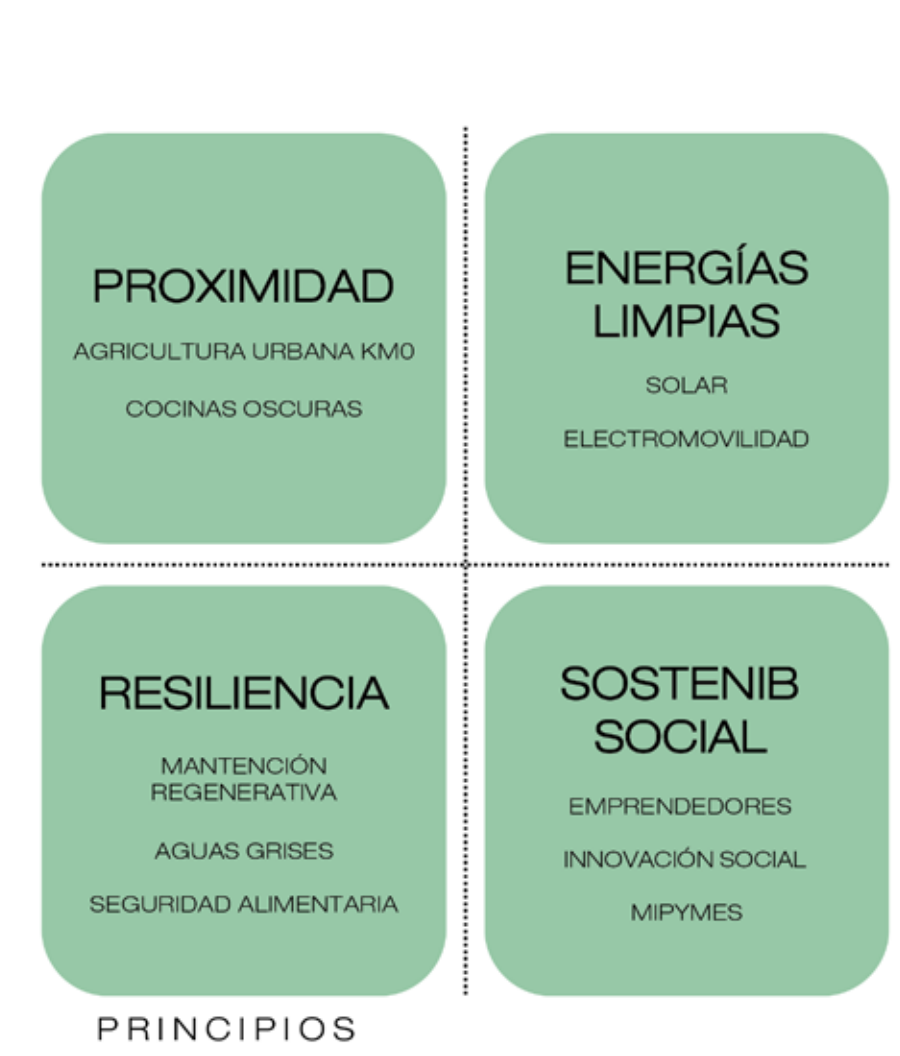 PROXIMIDAD
AGRICULTURA URBANA KM0
COCINAS OSCURAS
ENERGÍAS
LIMPIAS
SOLAR
ELECTROMOVILIDAD
RESILIENCIA
MANTENCIÓN
REGENERATIVA
AGUAS GRISES
SEGURIDAD ALIMENTARIA
SOSTENIB
SOCIAL
EMPRENDEDORES
INNOVACIÓN SOCIAL
MIPYMES
PRINCIPIOS